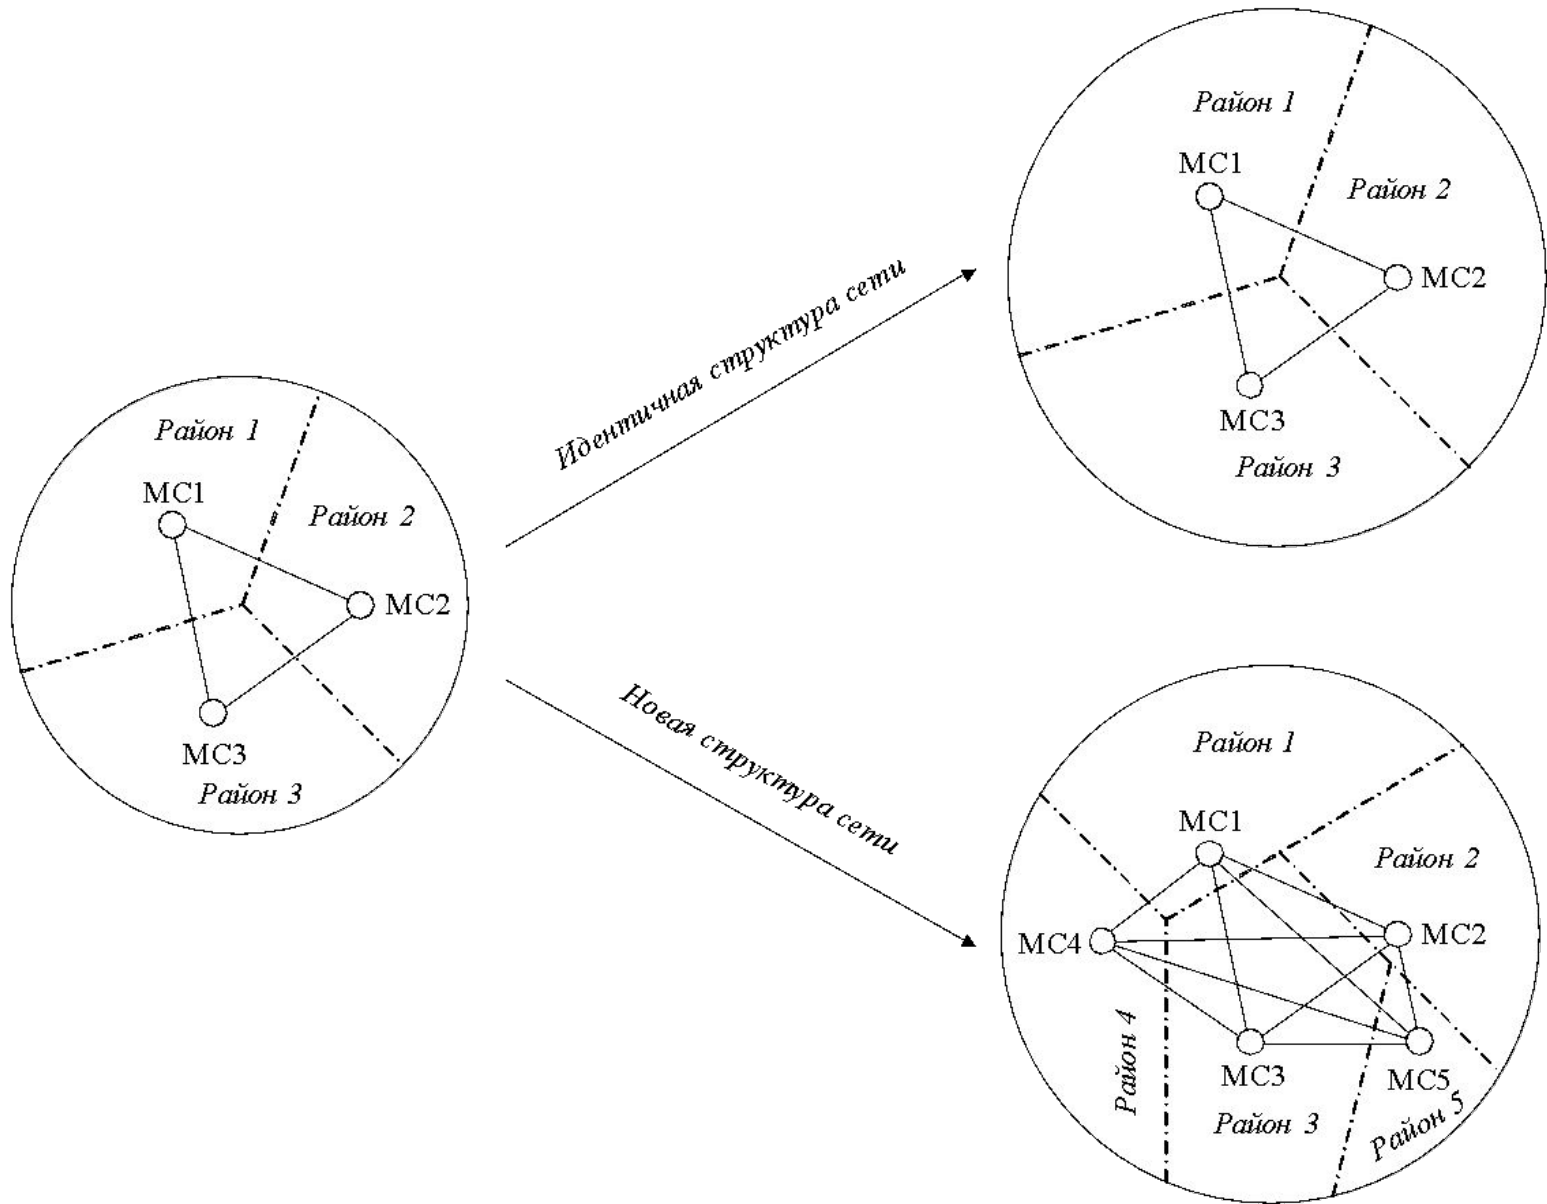 Район 1
МС1
Район 2
МС2
МС3
Район 3
Идентичная структура сети
Новая структура сети
Район 1
МС1
Район 2
МС2
МС3
Район 3
Район 1
МС1
Район 2
МС4
МС2
Район 4
МС3
МС5
Район 3
Район 5